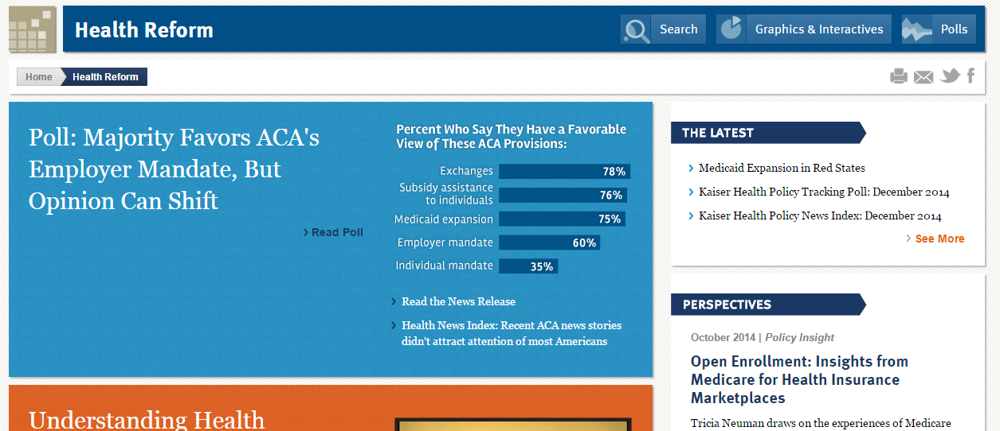 Health Reform
Search
Graphics & Interactives
Polls
Home
Health Reform
Poll: Majority Favors ACA's
Employer Mandate, But
Opinion Can Shift
Read Poll
Percent Who Say They Have a Favorable
View of These ACA Provisions:
Exchanges 78%
Subsidy assistance
to individuals 76%
Medicaid expansion 75%
Employer mandate 60%
Individual mandate 35%
Read the News Release
Health News Index: Recent ACA news stories
didn't attract attention of most Americans
Understanding Health
THE LATEST
Medicaid Expansion in Red States
Kaiser Health Policy Tracking Poll: December 2014
Kaiser Health Policy News Index: December 2014
See More
PERSPECTIVES
October 2014 | Policy Insight
Open Enrollment: Insights from
Medicare for Health Insurance
Marketplaces
Tricia Neuman draws on the experiences of Medicare